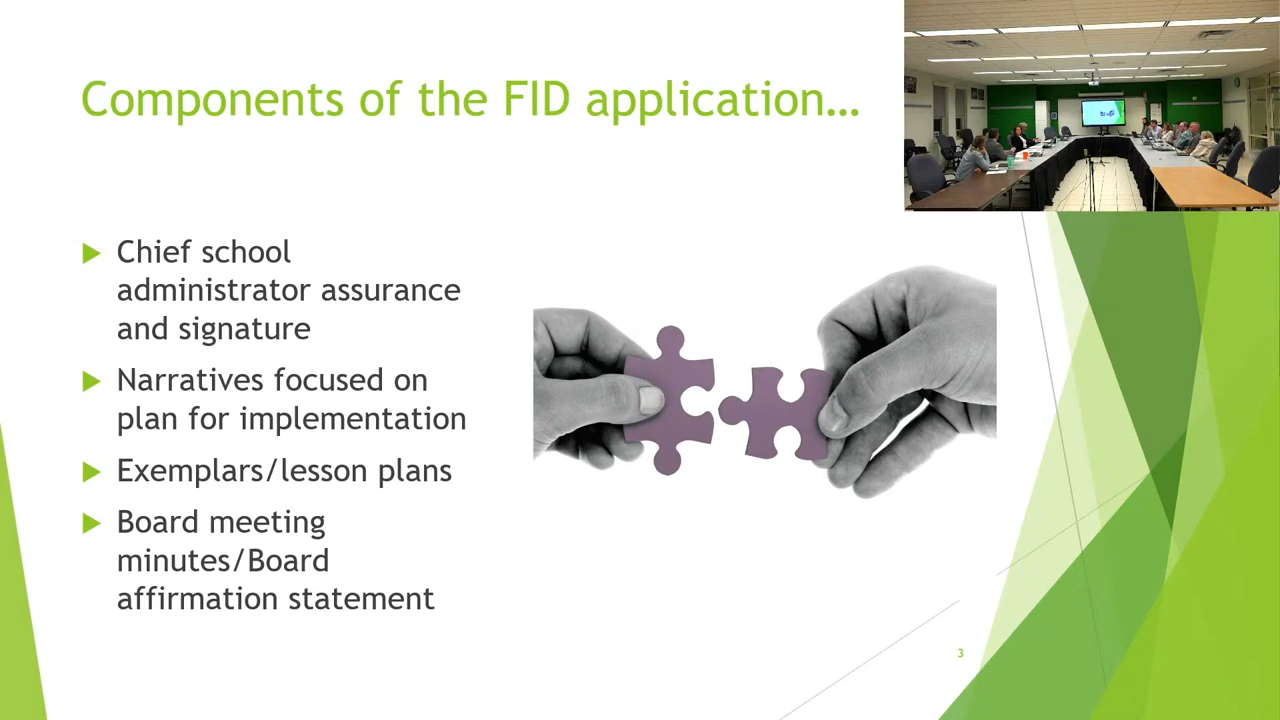 Components of the FID application…
Chief school
administrator assurance
and signature
Narratives focused on
plan for implementation
Exemplars/lesson plans
Board meeting
minutes/Board
affirmation statement
3